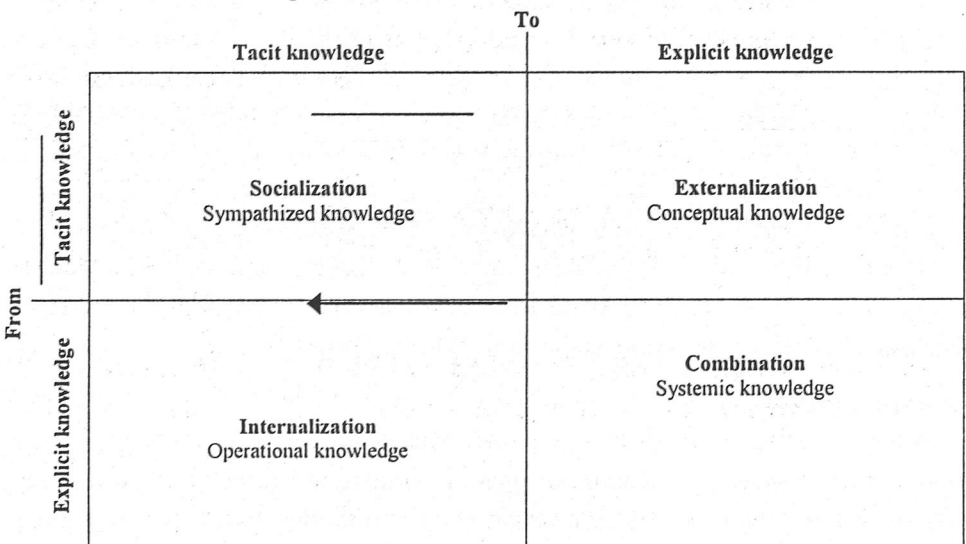 To
Tacit knowledge
Explicit knowledge
From
Tacit knowledge
Socialization
Sympathized knowledge
Externalization
Conceptual knowledge
Explicit knowledge
Internalization
Operational knowledge
Combination
Systemic knowledge